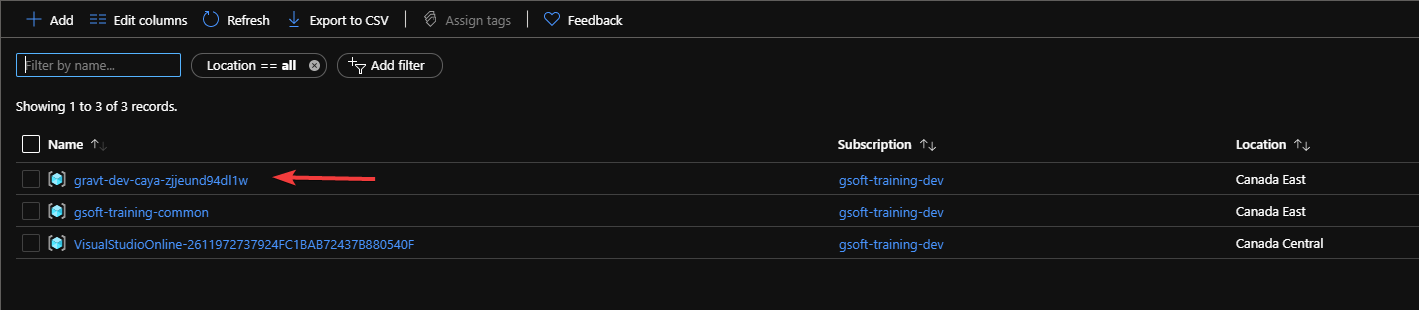 Add Edit columns Refresh Export to CSV Assign tags Feedback
Filter by name... Location == all Add filter
Showing 1 to 3 of 3 records.
Name Subscription Location
gravt-dev-caya-zjjeund94dl1w gsoft-training-dev Canada East
gsoft-training-common gsoft-training-dev Canada East
VisualStudioOnline-2611972737924FC1BAB72437B880540F gsoft-training-dev Canada Central